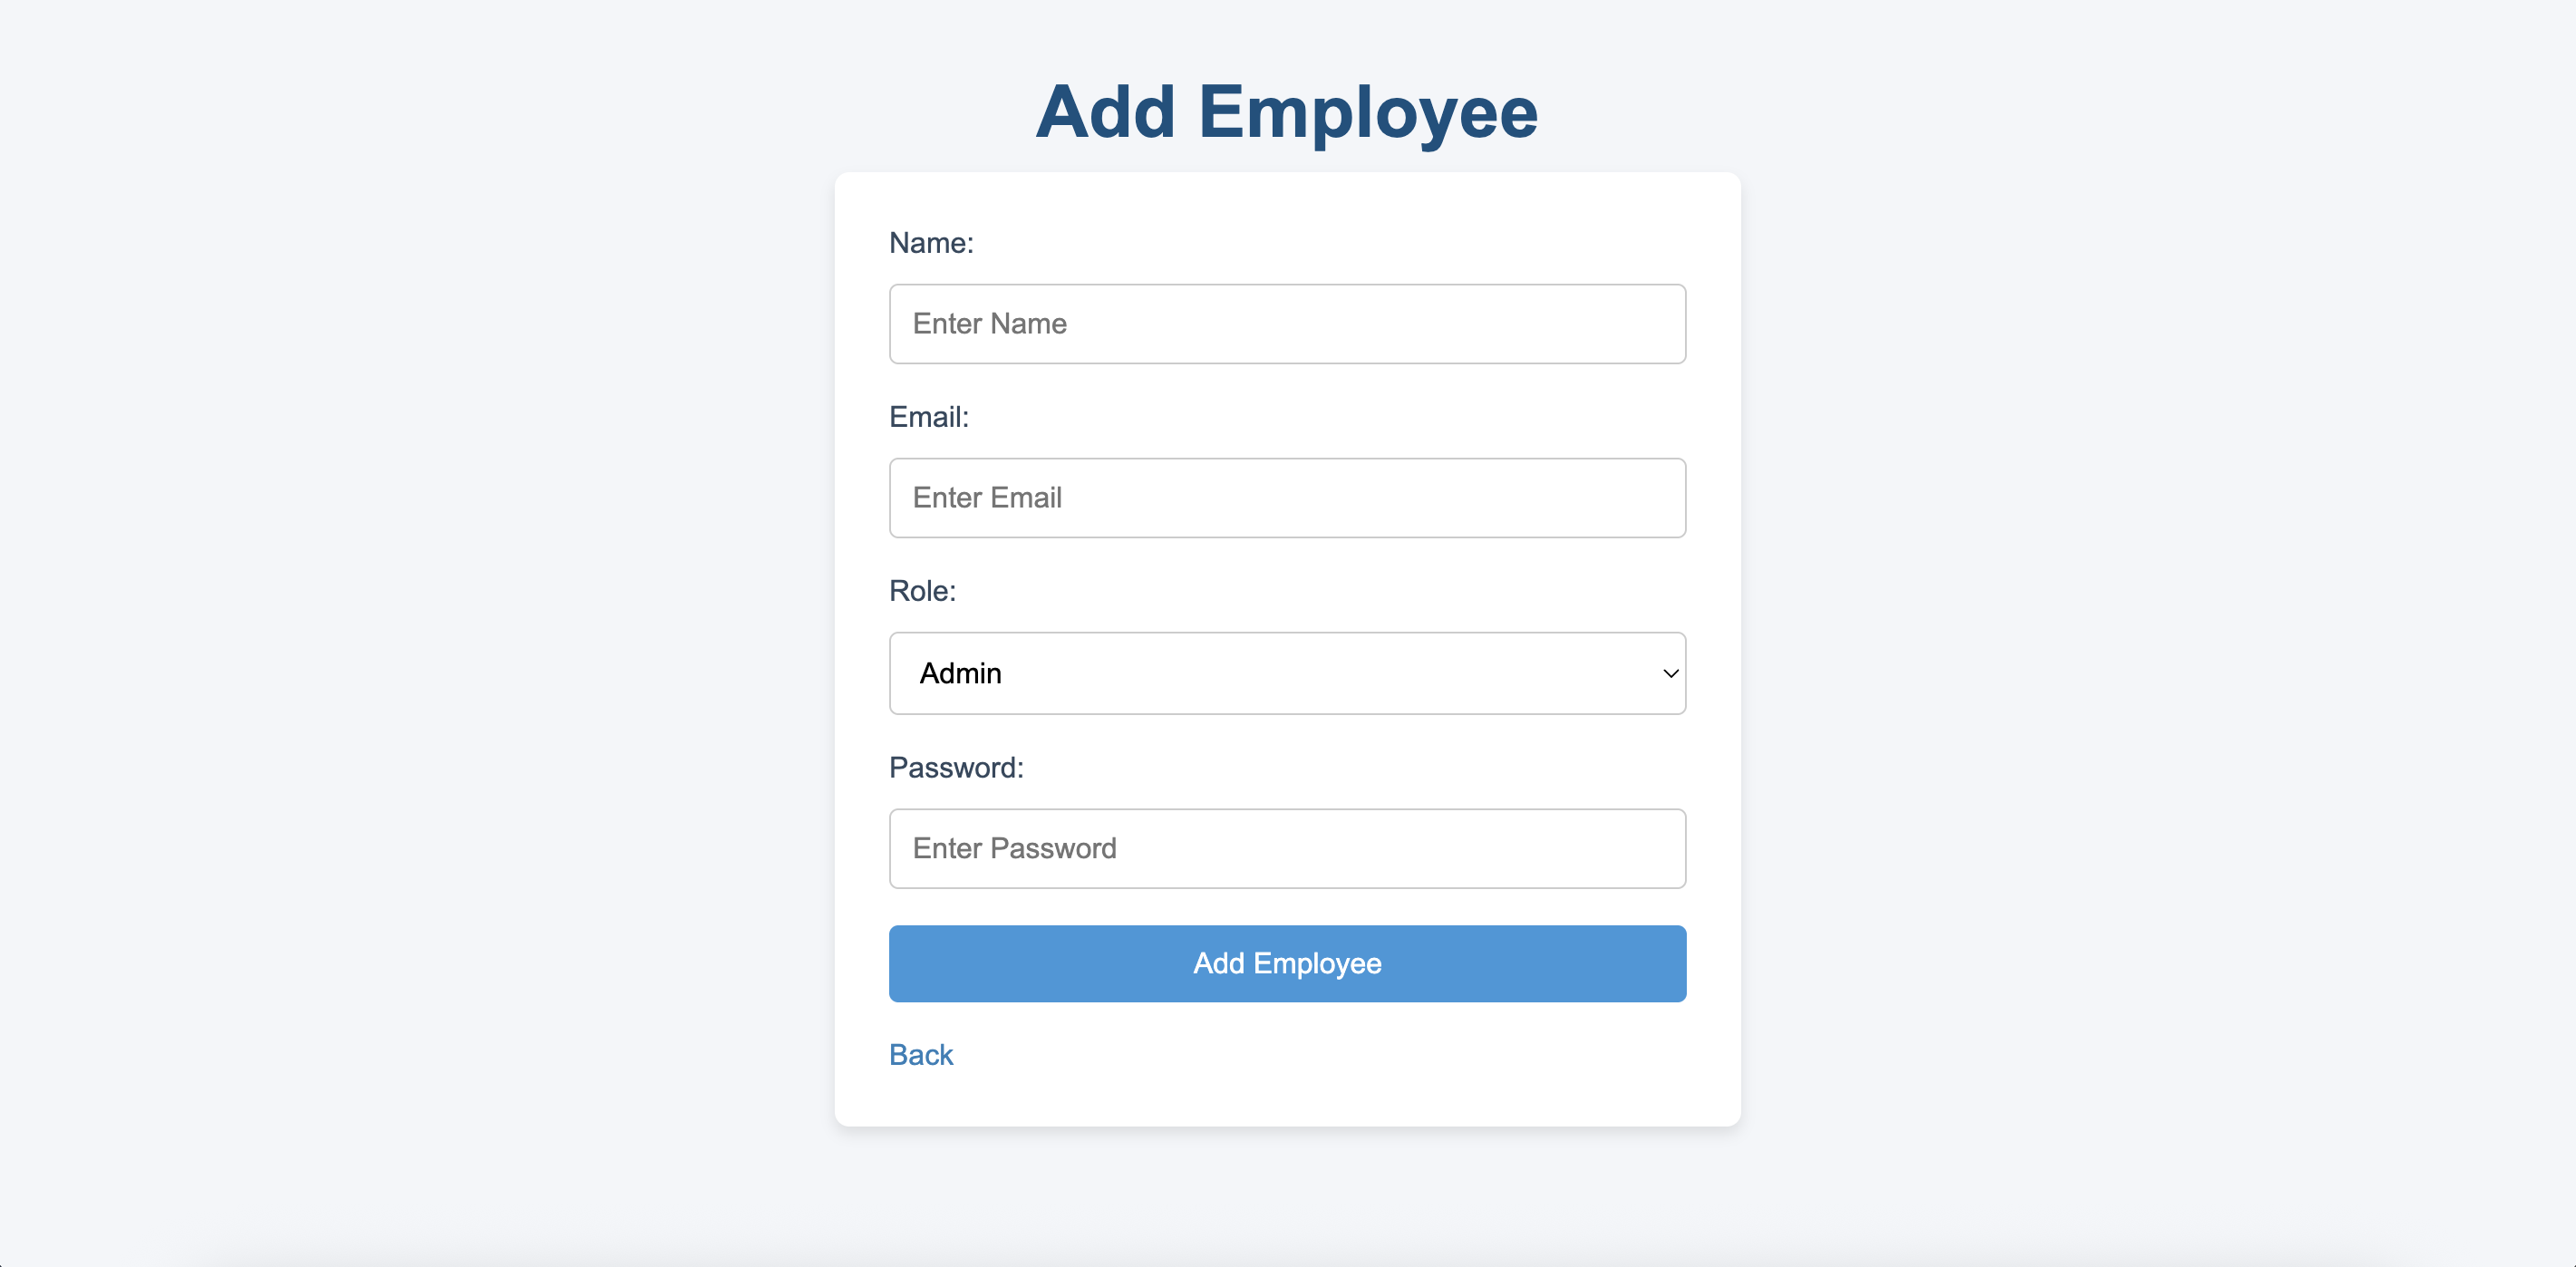 Add Employee
Name:
Enter Name
Email:
Enter Email
Role:
Admin
Password:
Enter Password
Add Employee
Back